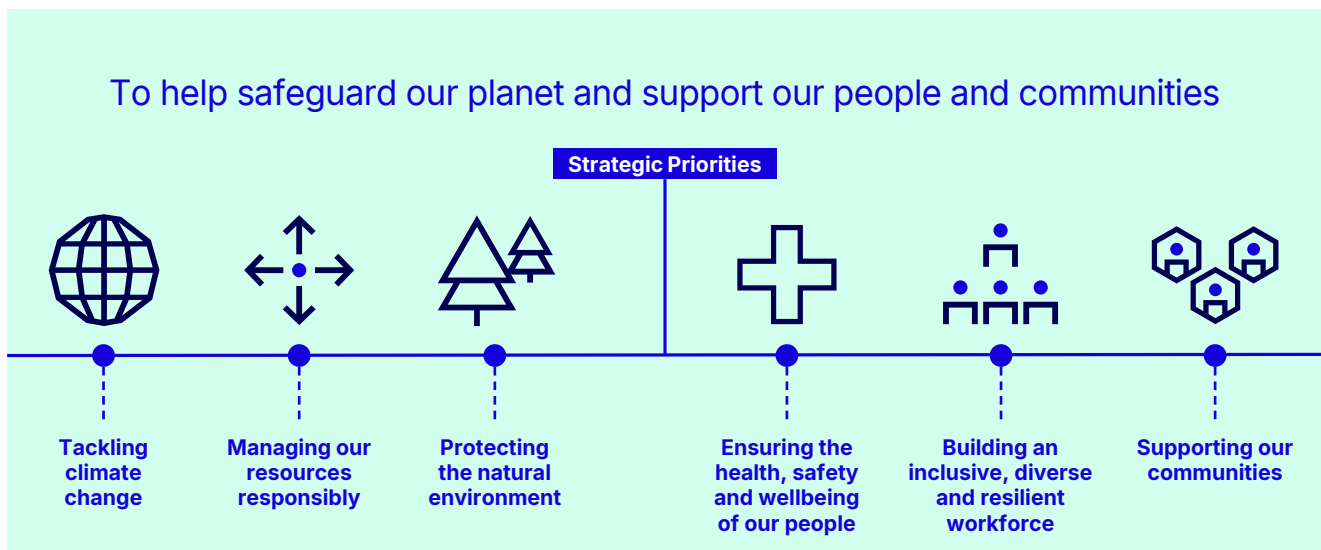 To help safeguard our planet and support our people and communities
Strategic Priorities
Tackling
climate
change
Managing our
resources
responsibly
Protecting
the natural
environment
Ensuring the
health, safety
and wellbeing
of our people
Building an
inclusive, diverse
and resilient
workforce
Supporting our
communities